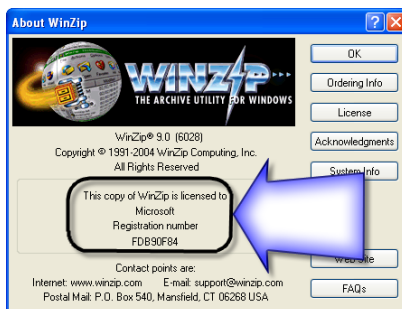 About WinZip
WINZIP
THE ARCHIVE UTILITY FOR WINDOWS
WinZip® 9.0 (6028)
Copyright © 1991-2004 WinZip Computing, Inc.
All Rights Reserved
This copy of WinZip is licensed to
Microsoft
Registration number
FDB90F84
Contact points are:
Internet: www.winzip.com E-mail: support@winzip.com
Postal Mail: P.O. Box 540, Mansfield, CT 06268 USA
OK
Ordering Info
License
Acknowledgments
System Info
Web Site
FAQs